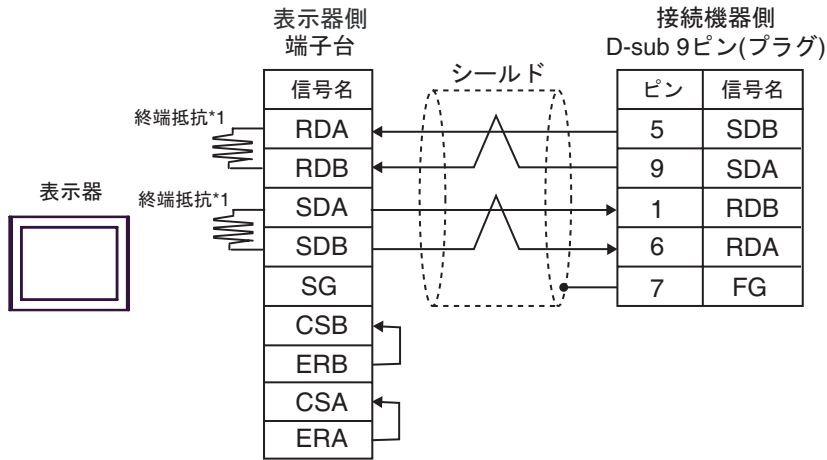 表示器側
端子台
接続機器側
D-sub 9ピン(プラグ)
シールド
信号名
ピン 信号名
終端抵抗*1
RDA
5 SDB
RDB
9 SDA
表示器
終端抵抗*1
SDA
1 RDB
SDB
6 RDA
SG
7 FG
CSB
ERB
CSA
ERA